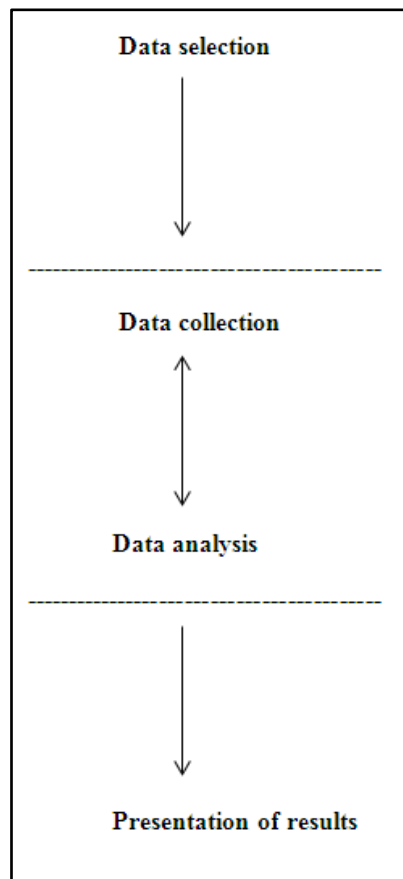 Data selection
Data collection
Data analysis
Presentation of results